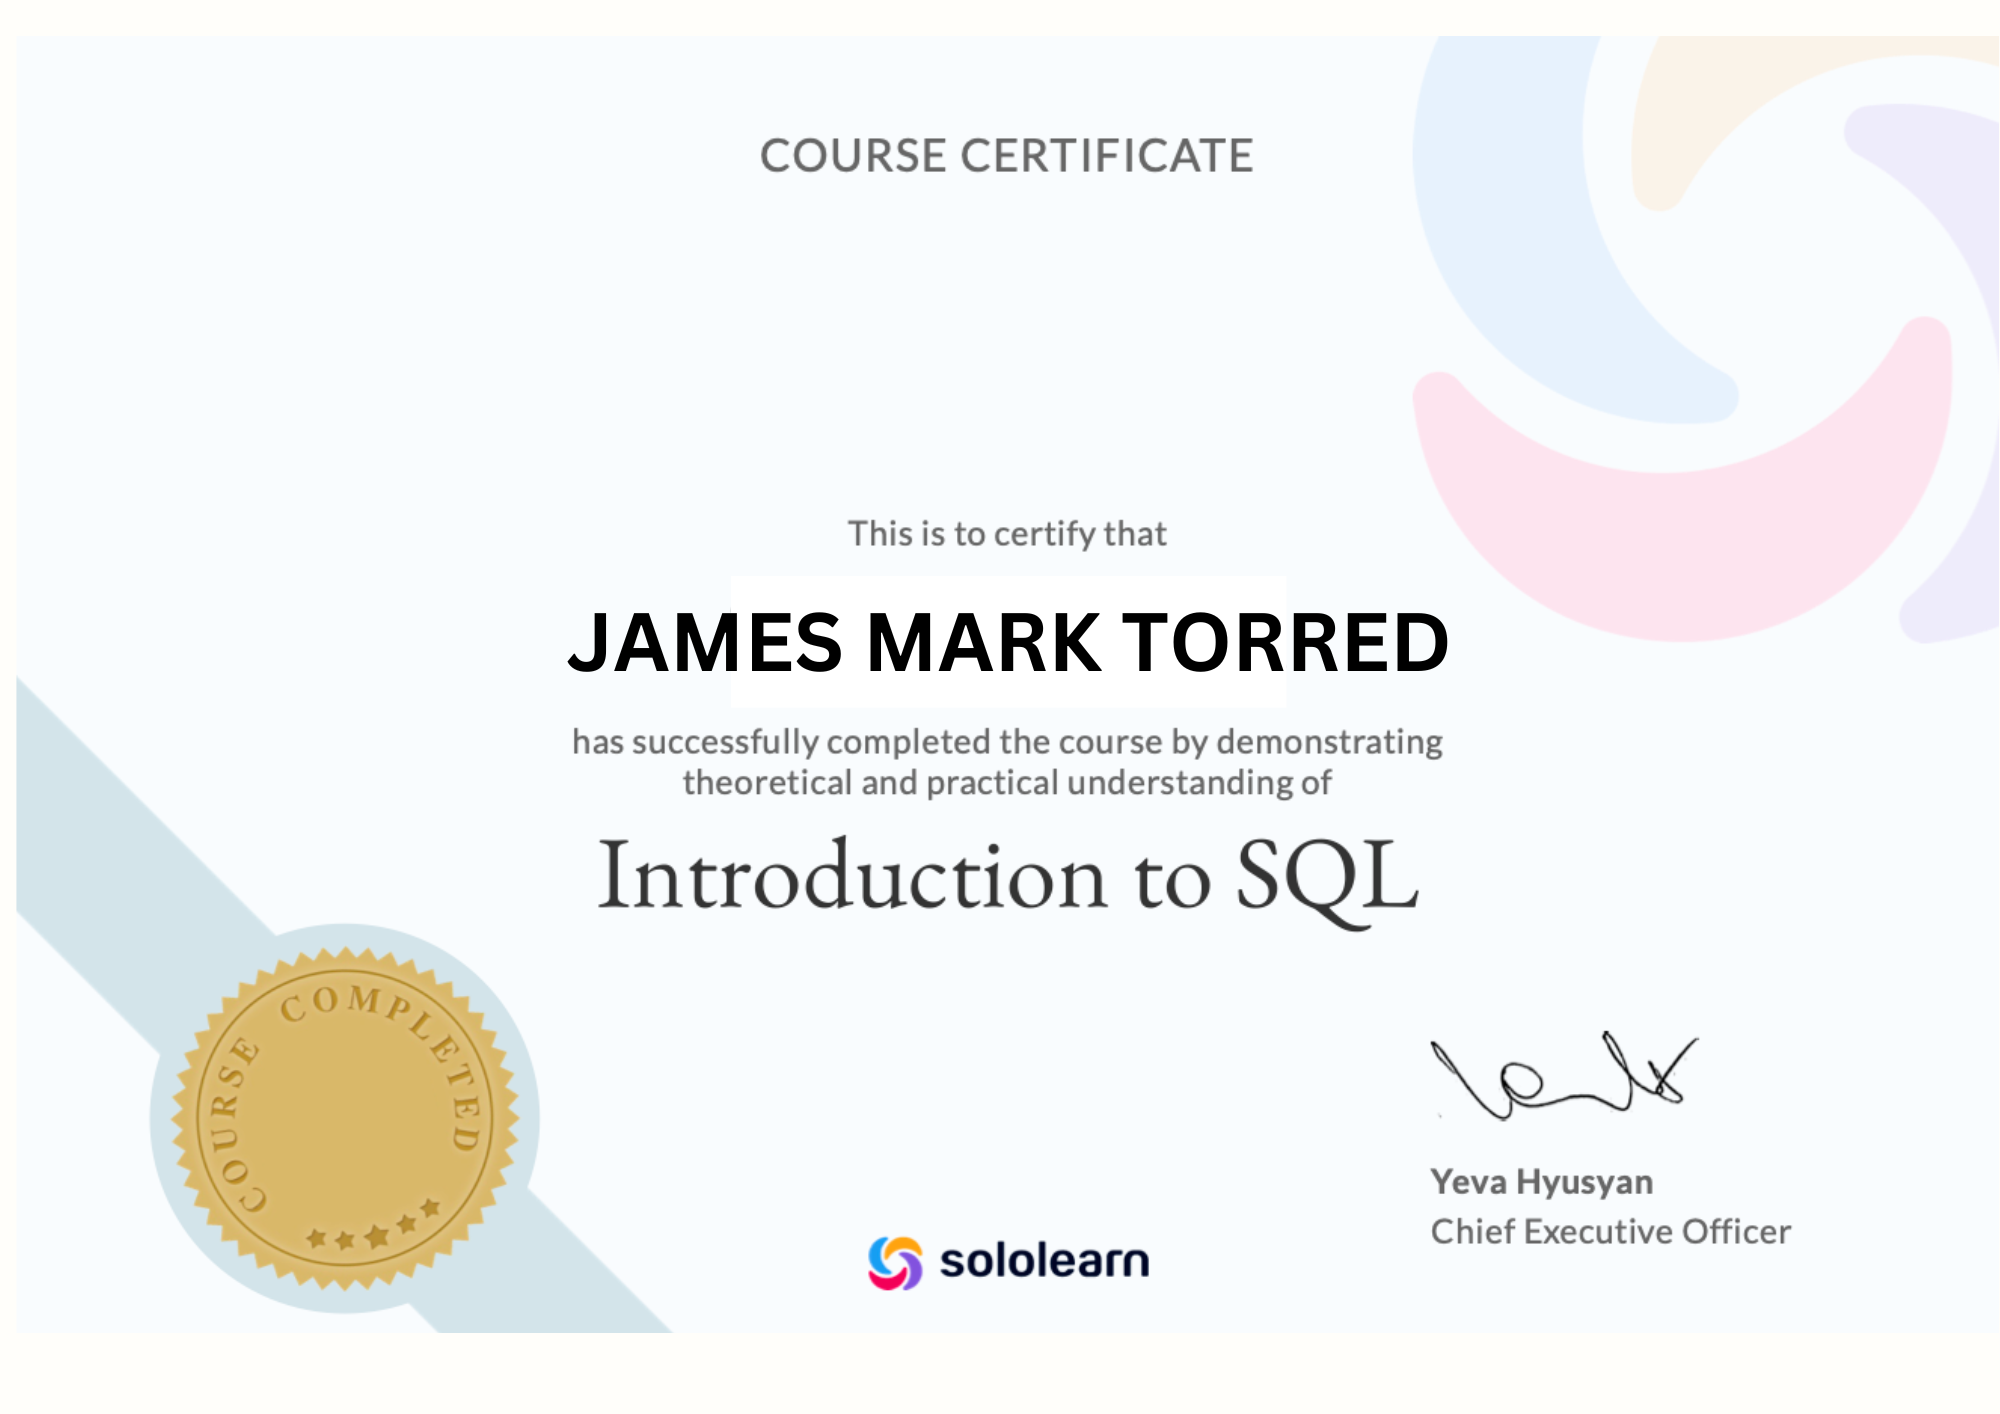 COURSE CERTIFICATE
This is to certify that
JAMES MARK TORRED
has successfully completed the course by demonstrating
theoretical and practical understanding of
Introduction to SQL
COURSE COMPLETED
Yeva Hyusyan
Chief Executive Officer
sololearn